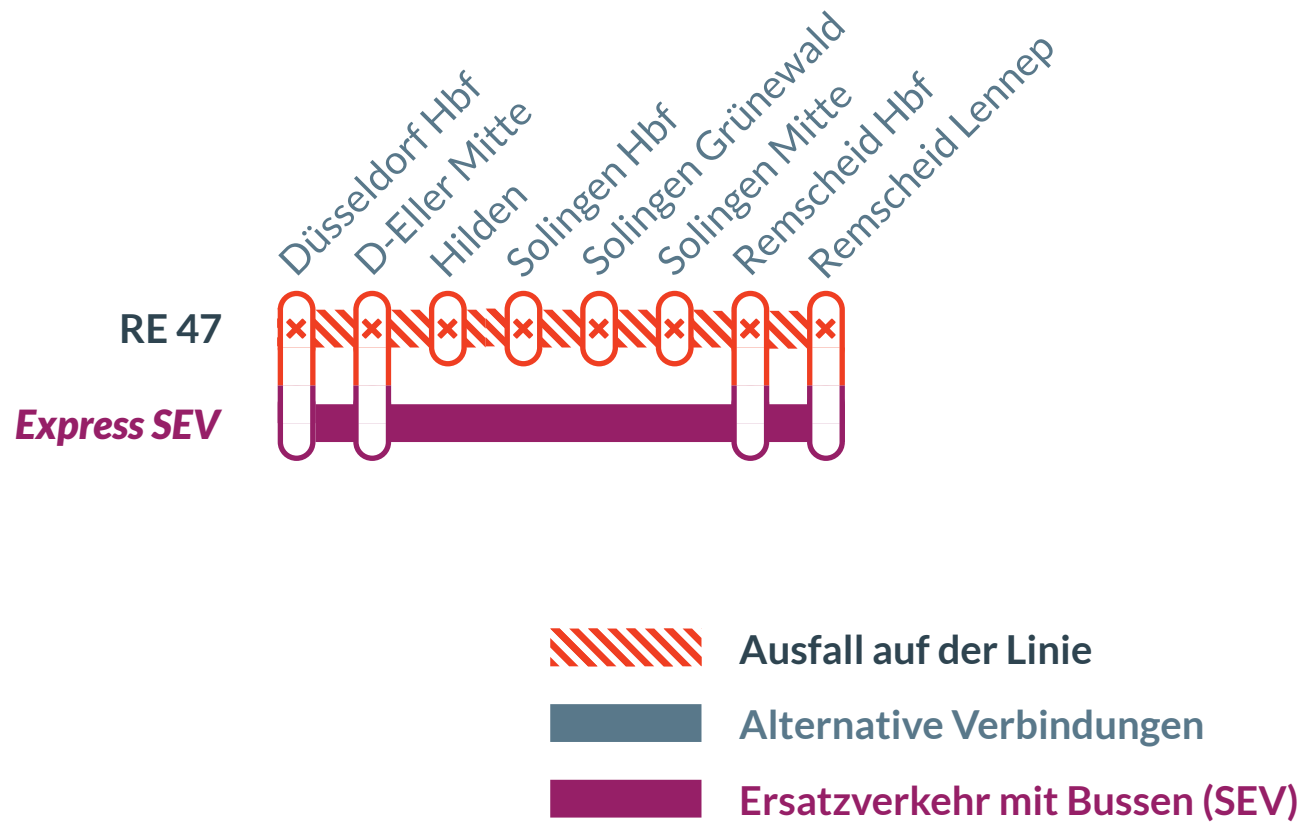 Düsseldorf Hbf
D-Eller Mitte
Hilden
Solingen Hbf
Solingen Grünewald
Solingen Mitte
Remscheid Hbf
Remscheid Lennep
RE 47
Express SEV
Ausfall auf der Linie
Alternative Verbindungen
Ersatzverkehr mit Bussen (SEV)